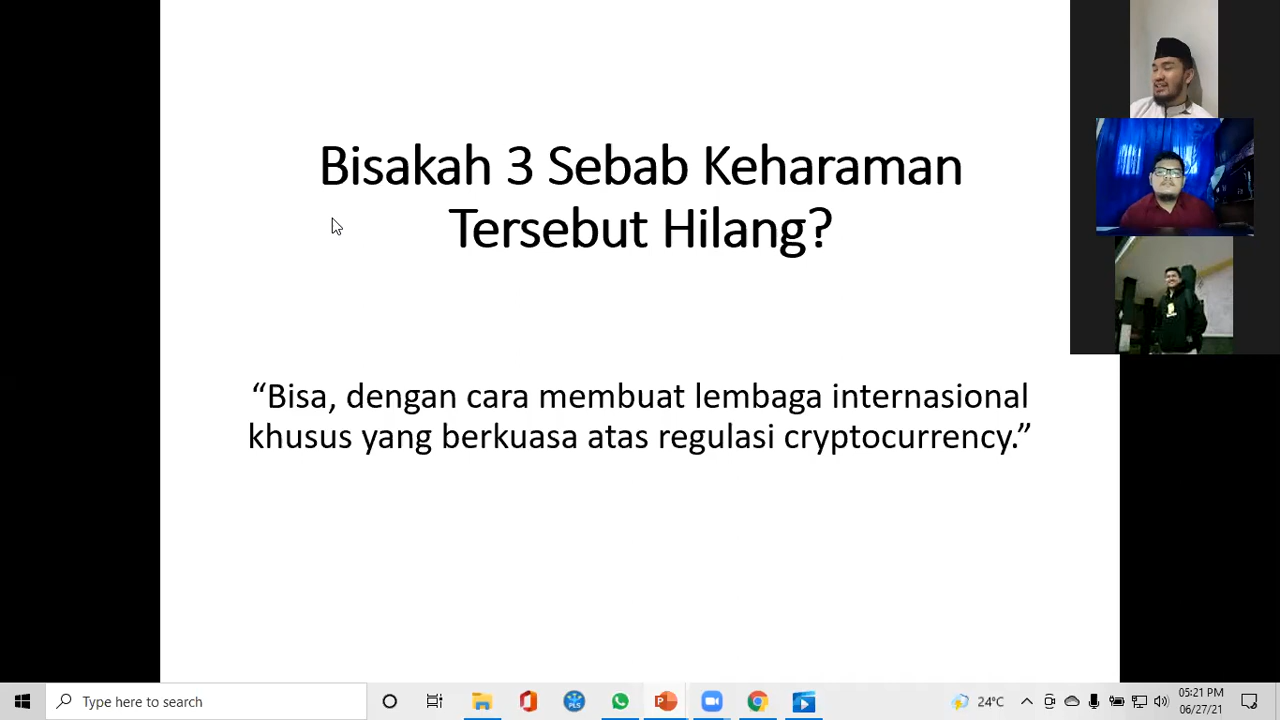 Bisakah 3 Sebab Keharaman
Tersebut Hilang?
“Bisa, dengan cara membuat lembaga internasional
khusus yang berkuasa atas regulasi cryptocurrency.”
Type here to search
PLS
24°C
05:21 PM
06/27/21